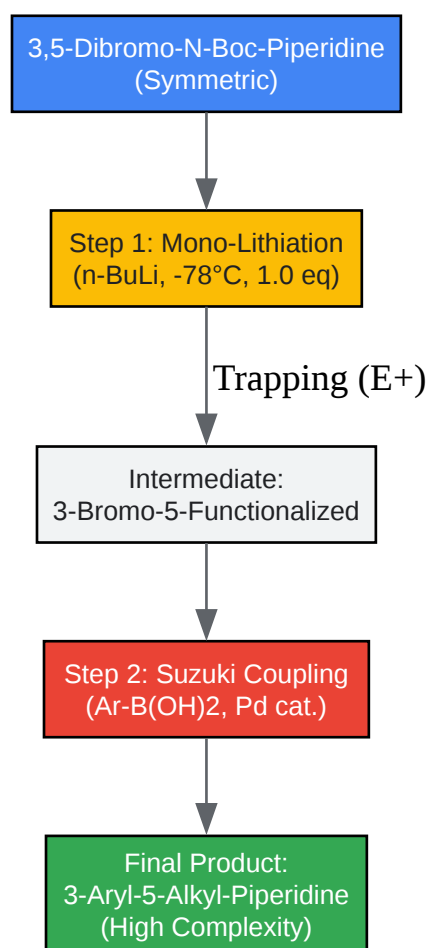 3,5-Dibromo-N-Boc-Piperidine
(Symmetric)
Step 1: Mono-Lithiation
(n-BuLi, -78°C, 1.0 eq)
Trapping (E+)
Intermediate:
3-Bromo-5-Functionalized
Step 2: Suzuki Coupling
(Ar-B(OH)2, Pd cat.)
Final Product:
3-Aryl-5-Alkyl-Piperidine
(High Complexity)